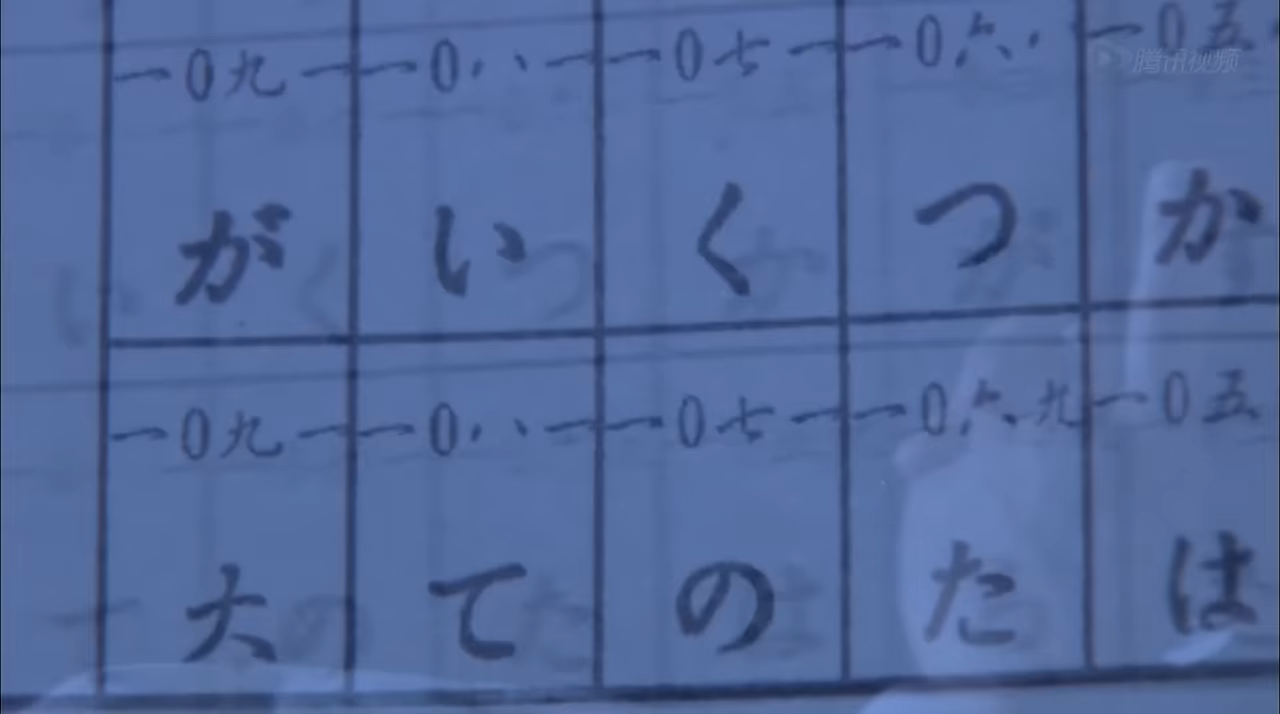 一0九 一0八 一0七 一0六 一0五
が い く つ か
一0九 一0八 一0七 一0六九 一0五
大 て の た は
腾讯视频